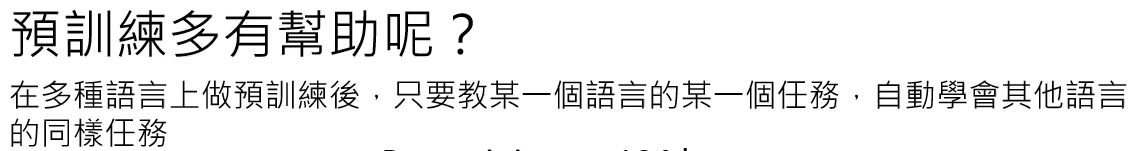 預訓練多有幫助呢？
在多種語言上做預訓練後，只要教某一個語言的某一個任務，自動學會其他語言
的同樣任務